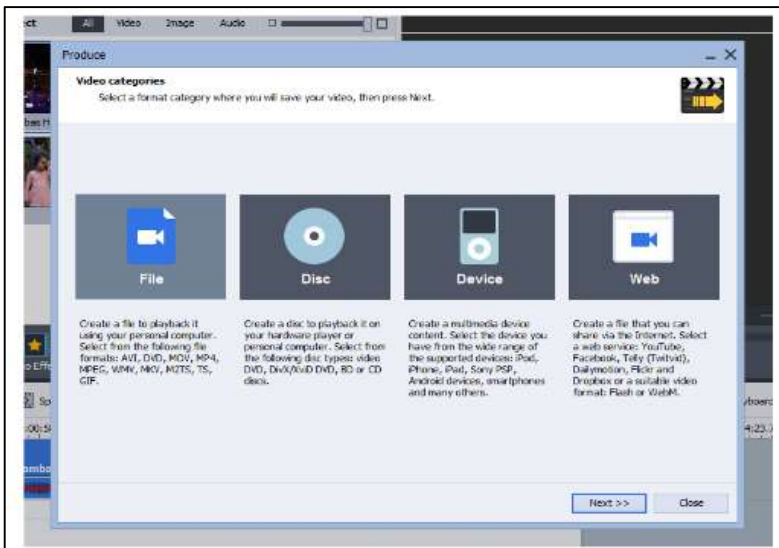 All Video Image Audio
Produce
Video categories
Select a format category where you will save your video, then press Next.
File
Disc
Device
Web
Create a file to playback it
using your personal computer.
Select from the following file
formats: AVI, DVD, MOV, MP4,
MPEG, WMV, MKV, M2TS, TS,
GIF.
Create a disc to playback it on
your hardware player or
personal computer. Select from
the following disc types: video
DVD, DivX/XviD DVD, BD or CD
discs.
Create a multimedia device
content. Select the device you
have from the wide range of
the supported devices: iPod,
iPhone, iPad, Sony PSP,
Android devices, smartphones
and many others.
Create a file that you can
share via the Internet. Select
a web service: YouTube,
Facebook, Telly (Twitvid),
Dailymotion, Flickr and
Dropbox or a suitable video
format: Flash or WebM.
Next >>
Close